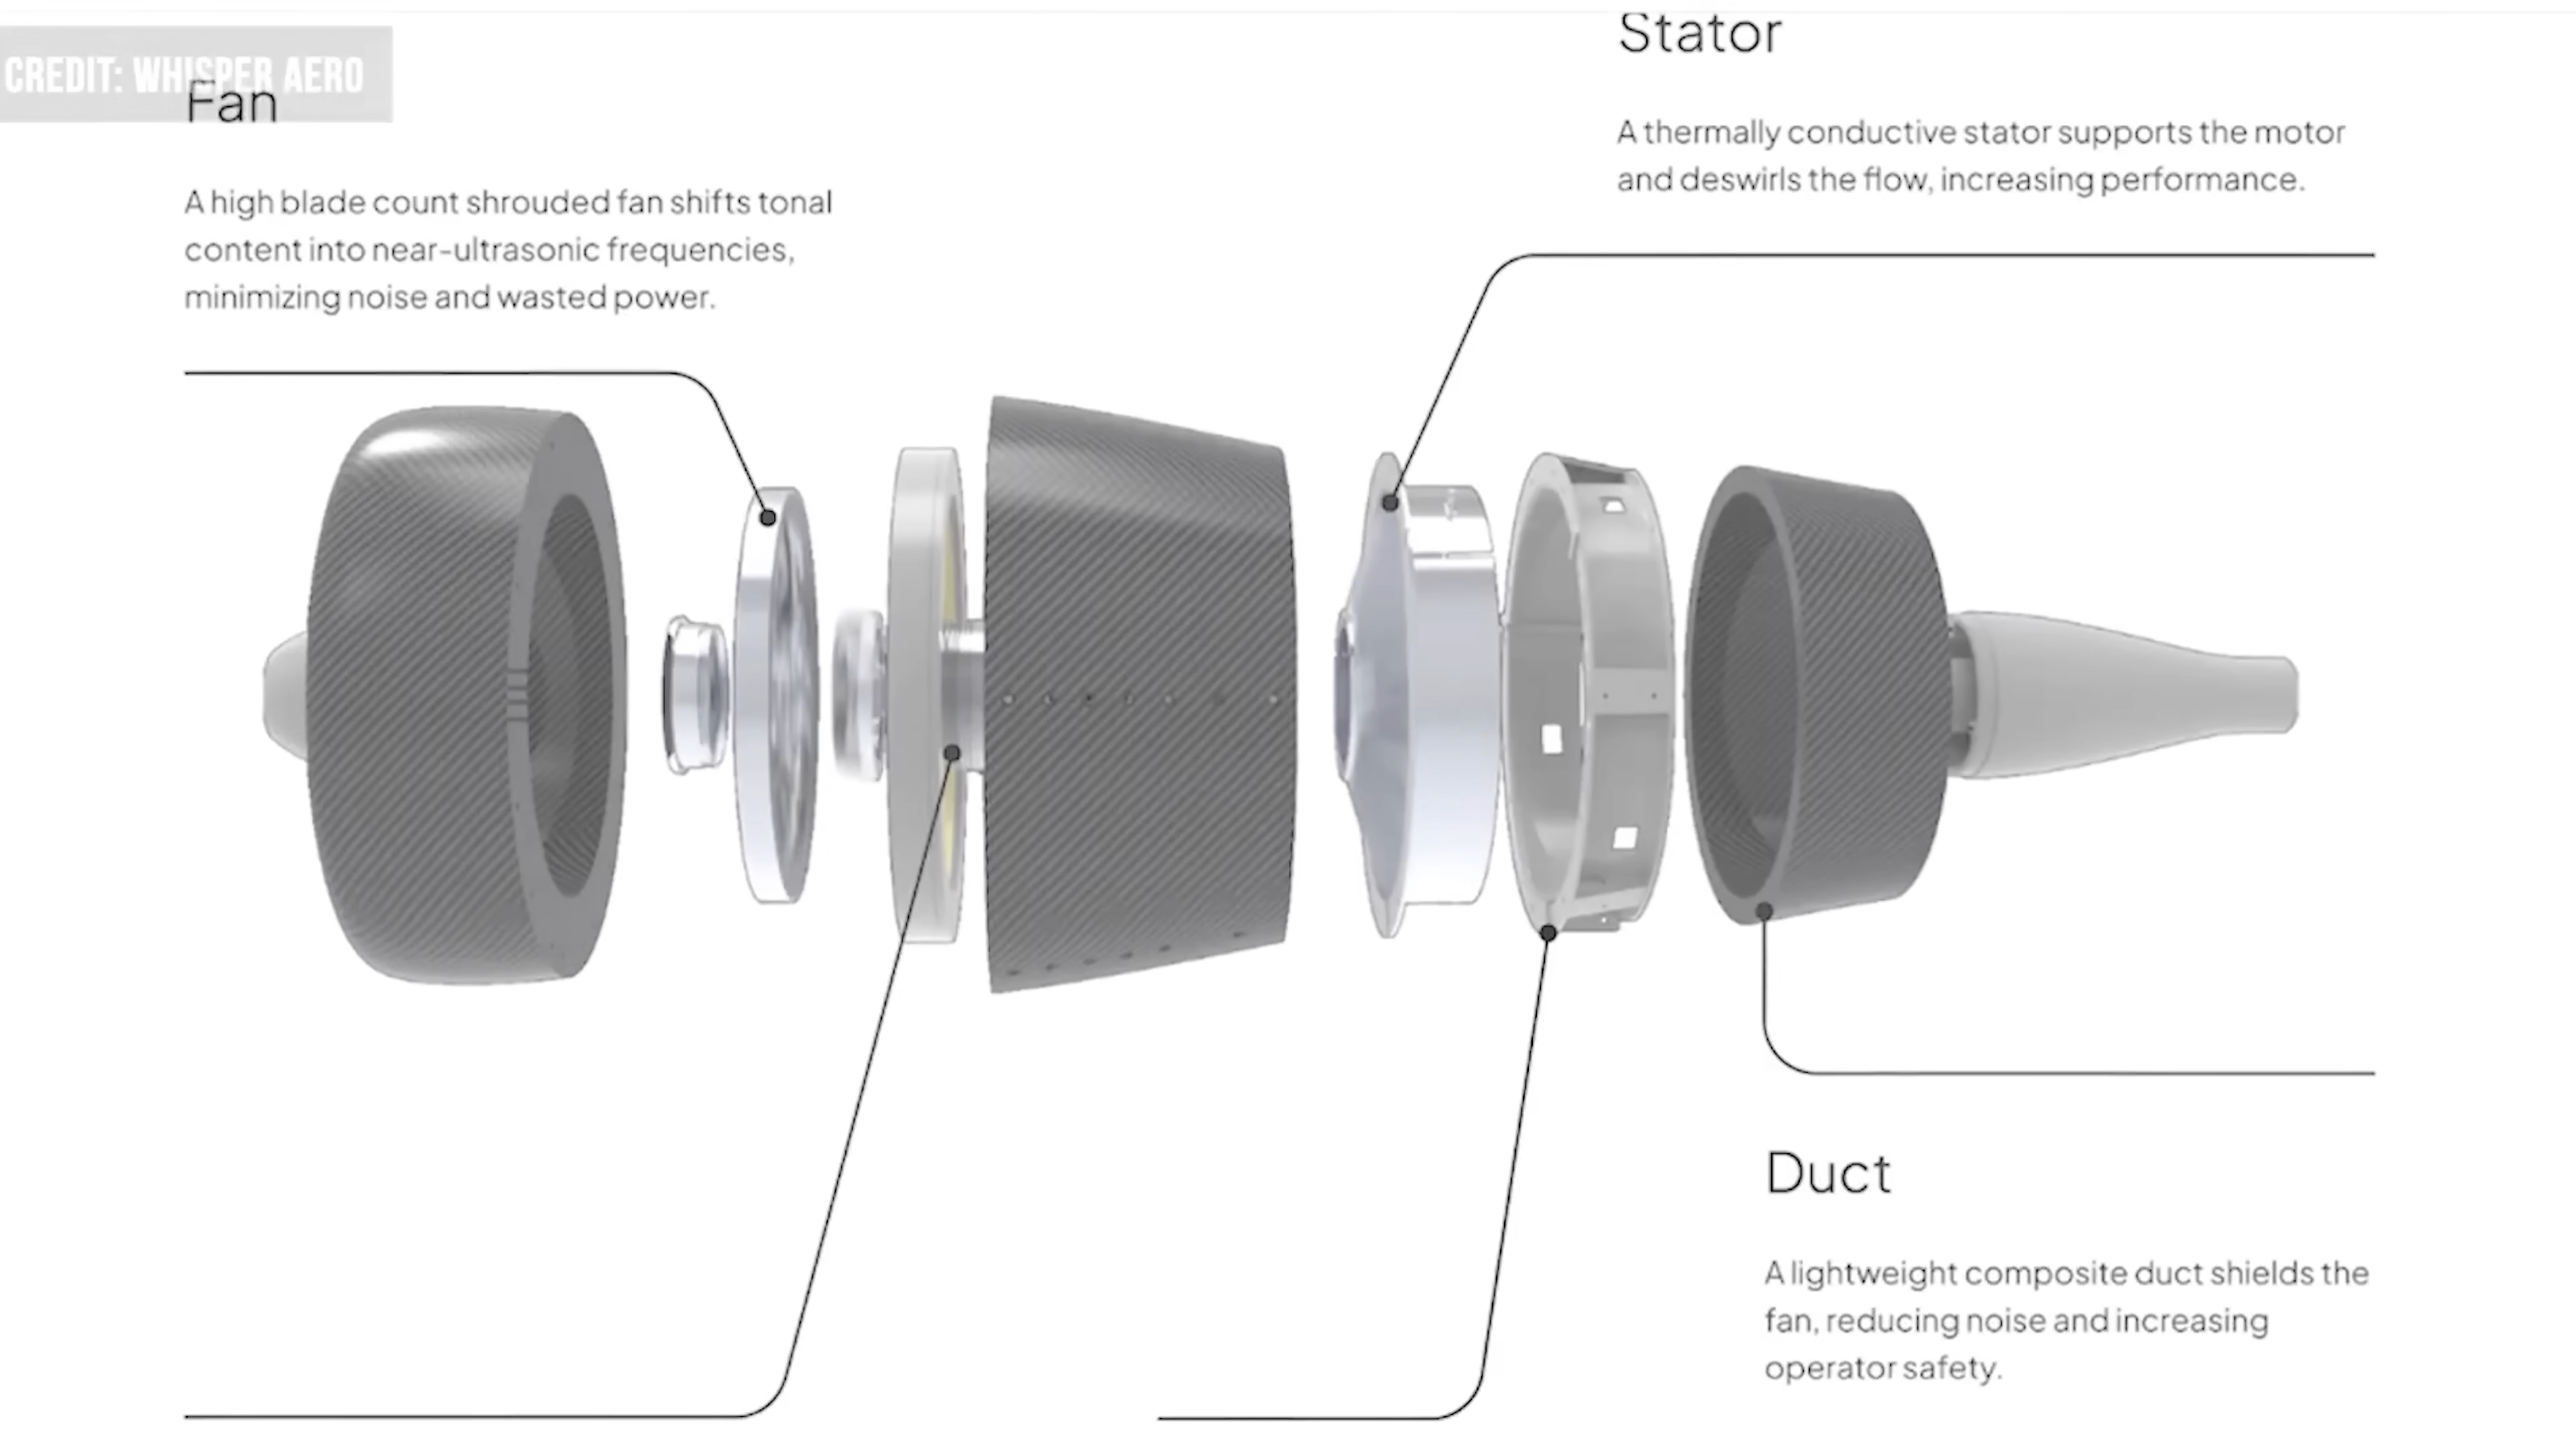 CREDIT: WHISPER AERO
Fan
A high blade count shrouded fan shifts tonal
content into near-ultrasonic frequencies,
minimizing noise and wasted power.
Stator
A thermally conductive stator supports the motor
and deswirls the flow, increasing performance.
Duct
A lightweight composite duct shields the
fan, reducing noise and increasing
operator safety.